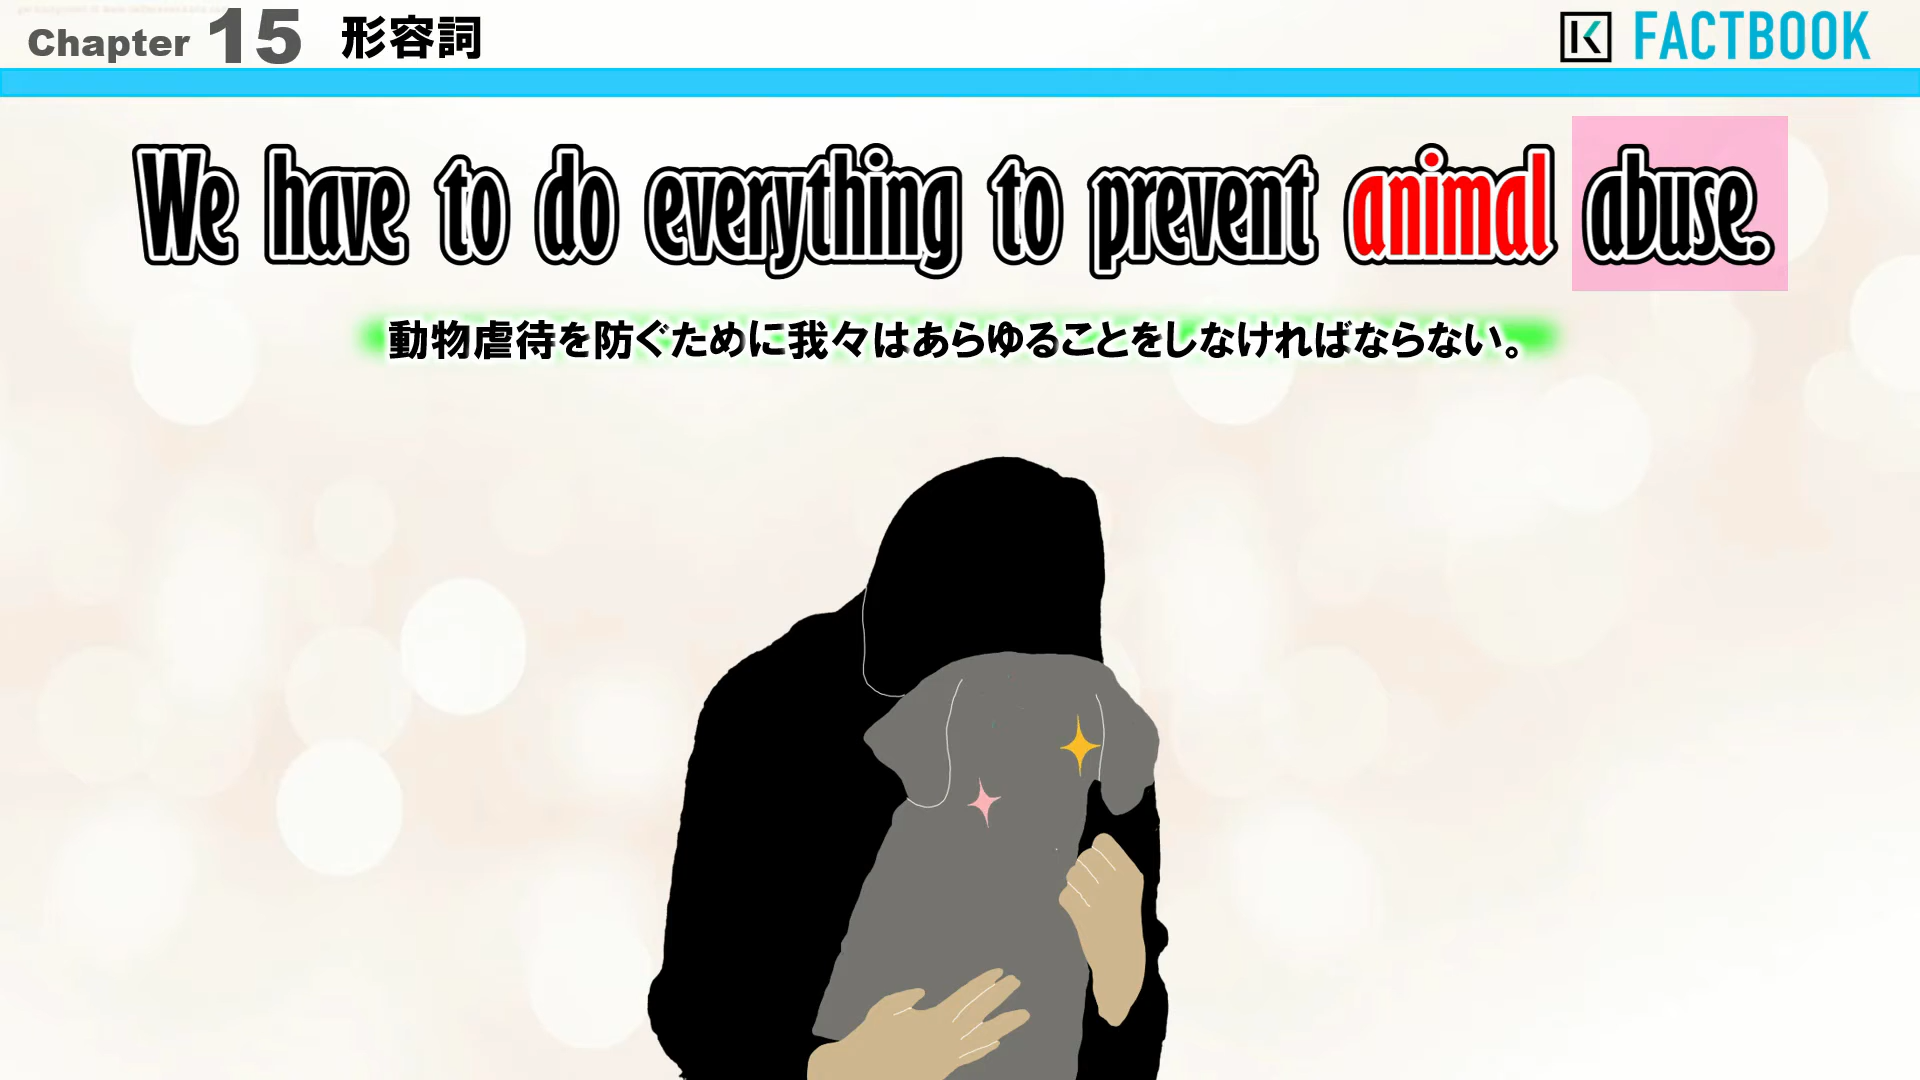 Chapter 15 形容詞
K FACTBOOK
We have to do everything to prevent animal abuse.
動物虐待を防ぐために我々はあらゆることをしなければならない。